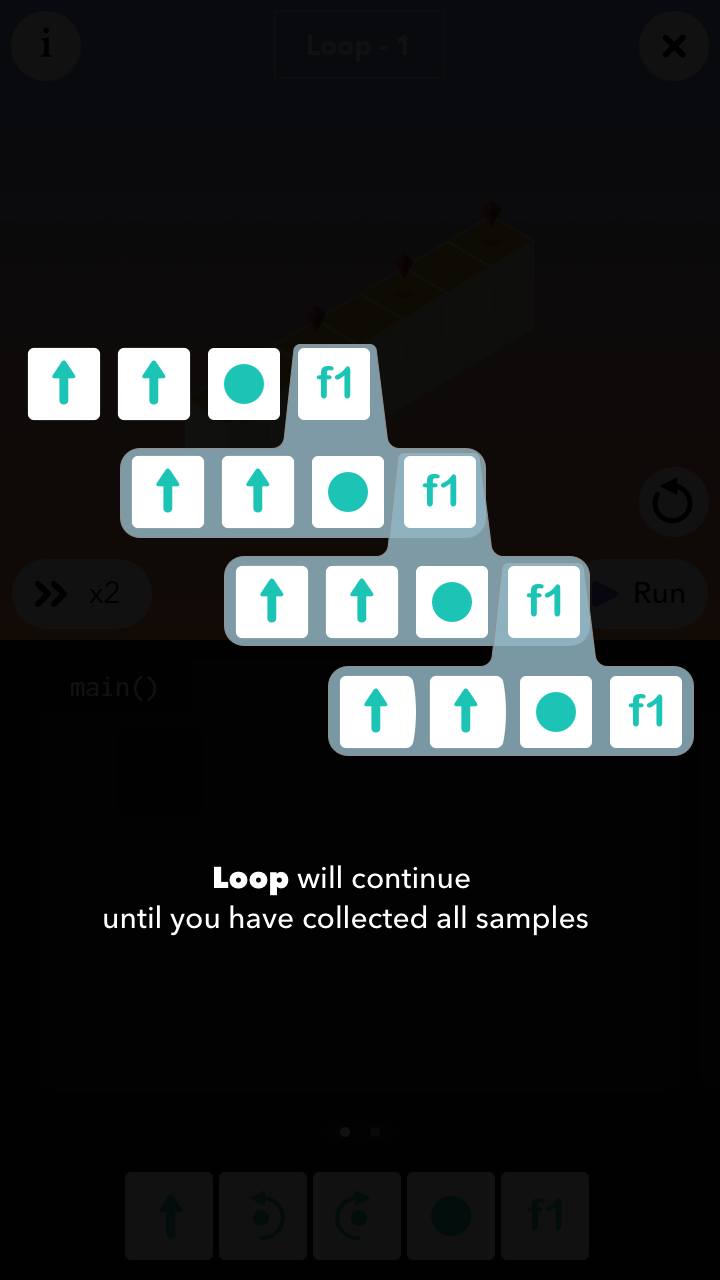 i
Loop - 1
f1
f1
f1
x2
Run
main()
f1
Loop will continue
until you have collected all samples
f1